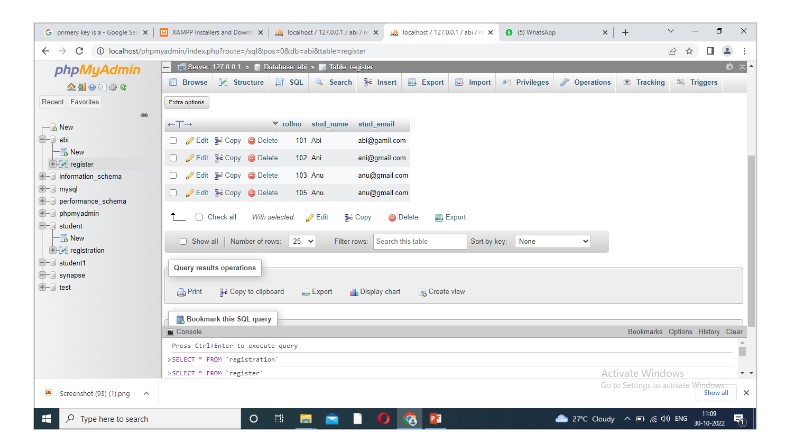 primery key is a - Google Se
XAMPP Installers and Downl
localhost / 127.0.0.1 / abi / r
localhost / 127.0.0.1 / abi / r
(5) WhatsApp
localhost/phpmyadmin/index.php?route=/sql&pos=0&db=abi&table=register
phpMyAdmin
Recent Favorites
New
abi
New
register
information_schema
mysql
performance_schema
phpmyadmin
student
New
registration
student1
synapse
test
Server: 127.0.0.1 » Database: abi » Table: register
Browse Structure SQL Search Insert Export Import Privileges Operations Tracking Triggers
Extra options
rollno stud_name stud_email
Edit Copy Delete 101 Abi abi@gamil.com
Edit Copy Delete 102 Ani ani@gmail.com
Edit Copy Delete 103 Anu anu@gmail.com
Edit Copy Delete 105 Anu anu@gmail.com
Check all With selected: Edit Copy Delete Export
Show all Number of rows: 25 Filter rows: Search this table Sort by key: None
Query results operations
Print Copy to clipboard Export Display chart Create view
Bookmark this SQL query
Console Bookmarks Options History Clear
Press Ctrl+Enter to execute query
>SELECT * FROM `registration`
>SELECT * FROM `register`
Activate Windows
Go to Settings to activate Windows.
Screenshot (93) (1).png
Show all
Type here to search
27°C Cloudy
ENG
11:09
30-10-2022